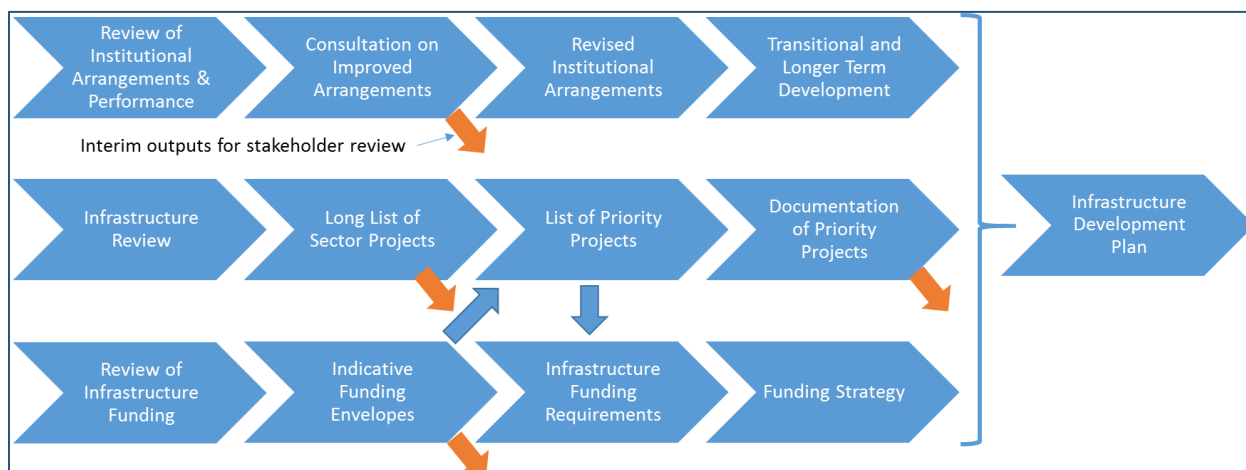 Review of
Institutional
Arrangements &
Performance
Consultation on
Improved
Arrangements
Revised
Institutional
Arrangements
Transitional and
Longer Term
Development
Interim outputs for stakeholder review
Infrastructure
Review
Long List of
Sector Projects
List of Priority
Projects
Documentation
of Priority
Projects
Infrastructure
Development
Plan
Review of
Infrastructure
Funding
Indicative
Funding
Envelopes
Infrastructure
Funding
Requirements
Funding Strategy